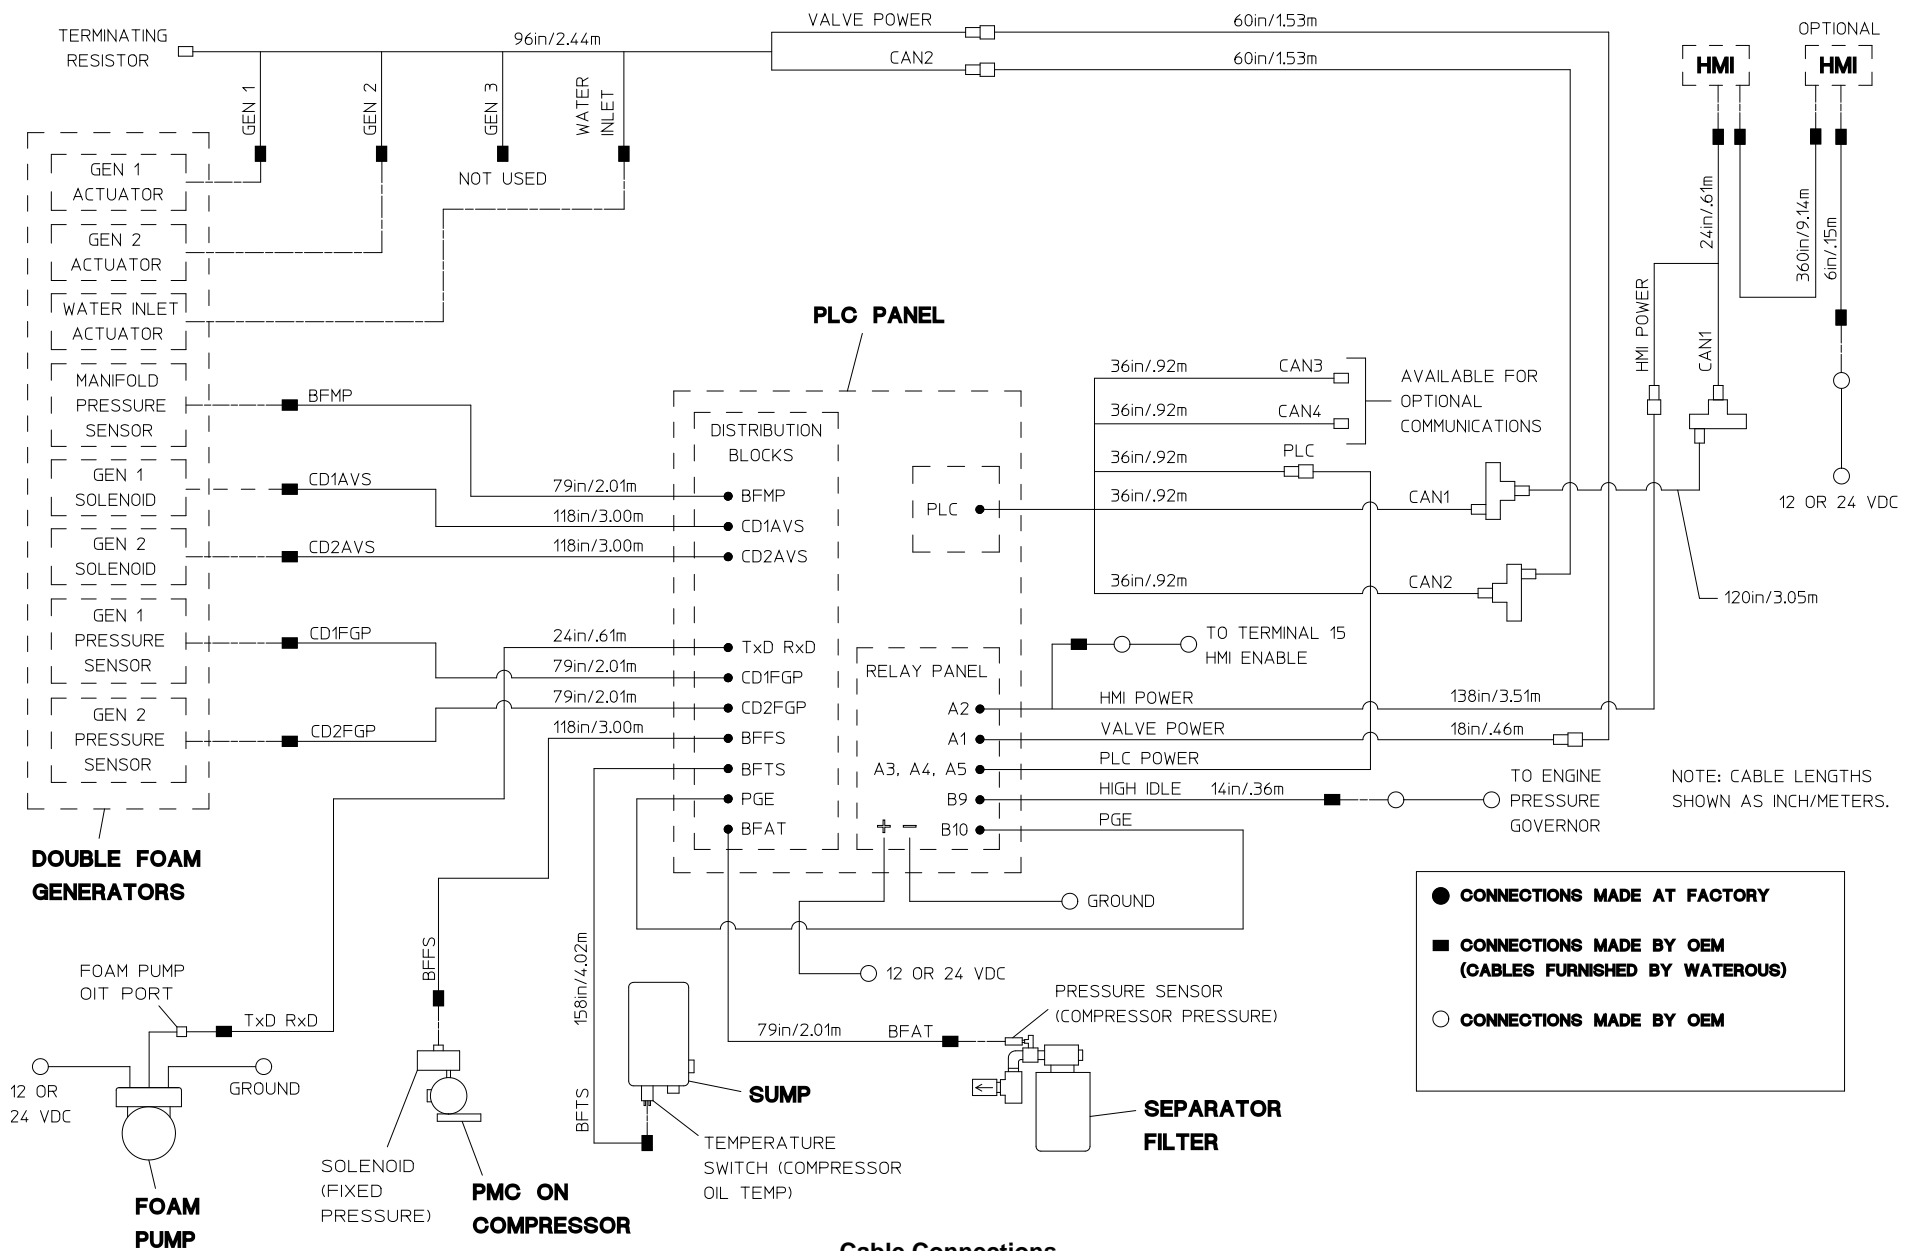 TERMINATING
RESISTOR
96in/2.44m
VALVE POWER
60in/1.53m
CAN2
60in/1.53m
OPTIONAL
HMI
HMI
GEN 1
GEN 2
GEN 3
WATER
INLET
NOT USED
GEN 1
ACTUATOR
GEN 2
ACTUATOR
WATER INLET
ACTUATOR
MANIFOLD
PRESSURE
SENSOR
GEN 1
SOLENOID
GEN 2
SOLENOID
GEN 1
PRESSURE
SENSOR
GEN 2
PRESSURE
SENSOR
DOUBLE FOAM
GENERATORS
BFMP
CD1AVS
CD2AVS
CD1FGP
CD2FGP
79in/2.01m
118in/3.00m
118in/3.00m
24in/.61m
79in/2.01m
79in/2.01m
118in/3.00m
PLC PANEL
DISTRIBUTION
BLOCKS
BFMP
CD1AVS
CD2AVS
TxD RxD
CD1FGP
CD2FGP
BFFS
BFTS
PGE
BFAT
PLC
RELAY PANEL
A2
A1
A3, A4, A5
B9
B10
+ −
36in/.92m
CAN3
36in/.92m
CAN4
AVAILABLE FOR
OPTIONAL
COMMUNICATIONS
36in/.92m
PLC
36in/.92m
CAN1
36in/.92m
CAN2
24in/.61m
HMI POWER
CAN1
360in/9.14m
6in/.15m
12 OR 24 VDC
120in/3.05m
TO TERMINAL 15
HMI ENABLE
HMI POWER
138in/3.51m
VALVE POWER
18in/.46m
PLC POWER
HIGH IDLE
14in/.36m
PGE
TO ENGINE
PRESSURE
GOVERNOR
NOTE: CABLE LENGTHS
SHOWN AS INCH/METERS.
GROUND
12 OR 24 VDC
CONNECTIONS MADE AT FACTORY
CONNECTIONS MADE BY OEM
(CABLES FURNISHED BY WATEROUS)
CONNECTIONS MADE BY OEM
FOAM PUMP
OIT PORT
TxD RxD
12 OR
24 VDC
GROUND
FOAM
PUMP
BFFS
SOLENOID
(FIXED
PRESSURE)
PMC ON
COMPRESSOR
158in/4.02m
BFTS
SUMP
TEMPERATURE
SWITCH (COMPRESSOR
OIL TEMP)
79in/2.01m
BFAT
PRESSURE SENSOR
(COMPRESSOR PRESSURE)
SEPARATOR
FILTER
Cable Connections